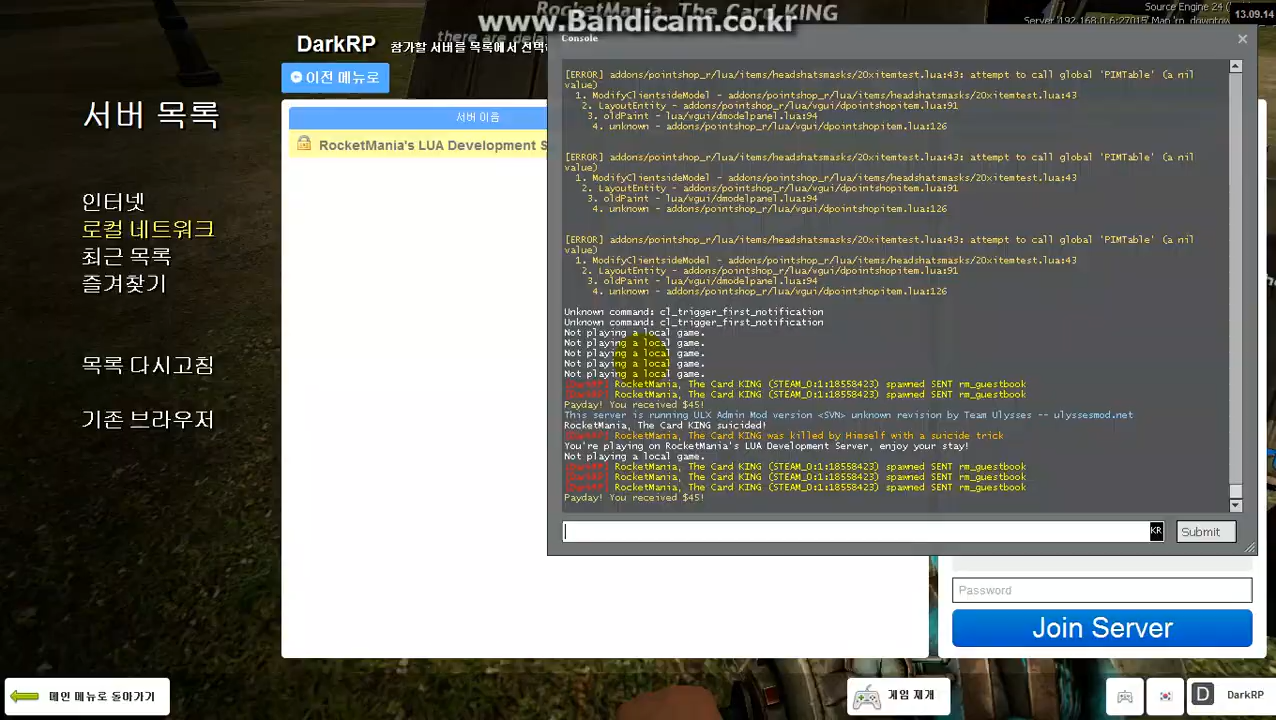 RocketMania, The Card KING
www.Bandicam.co.kr
Source Engine 24
13.09.14
DarkRP
there are
Console
이전 메뉴로
서버 목록
서버 이름
RocketMania's LUA Development S
인터넷
로컬 네트워크
최근 목록
즐겨찾기
목록 다시고침
기존 브라우저
[ERROR] addons/pointshop_r/lua/items/headshatsmasks/20xitemtest.lua:43: attempt to call global 'PIMTable' (a nil
value)
1. ModifyClientsideModel - addons/pointshop_r/lua/items/headshatsmasks/20xitemtest.lua:43
2. LayoutEntity - addons/pointshop_r/lua/vgui/dpointshopitem.lua:91
3. oldPaint - lua/vgui/dmodelpanel.lua:94
4. unknown - addons/pointshop_r/lua/vgui/dpointshopitem.lua:126
[ERROR] addons/pointshop_r/lua/items/headshatsmasks/20xitemtest.lua:43: attempt to call global 'PIMTable' (a nil
value)
1. ModifyClientsideModel - addons/pointshop_r/lua/items/headshatsmasks/20xitemtest.lua:43
2. LayoutEntity - addons/pointshop_r/lua/vgui/dpointshopitem.lua:91
3. oldPaint - lua/vgui/dmodelpanel.lua:94
4. unknown - addons/pointshop_r/lua/vgui/dpointshopitem.lua:126
[ERROR] addons/pointshop_r/lua/items/headshatsmasks/20xitemtest.lua:43: attempt to call global 'PIMTable' (a nil
value)
1. ModifyClientsideModel - addons/pointshop_r/lua/items/headshatsmasks/20xitemtest.lua:43
2. LayoutEntity - addons/pointshop_r/lua/vgui/dpointshopitem.lua:91
3. oldPaint - lua/vgui/dmodelpanel.lua:94
4. unknown - addons/pointshop_r/lua/vgui/dpointshopitem.lua:126
Unknown command: cl_trigger_first_notification
Unknown command: cl_trigger_first_notification
Not playing a local game.
Not playing a local game.
Not playing a local game.
Not playing a local game.
Not playing a local game.
[DarkRP] RocketMania, The Card KING (STEAM_0:1:18558423) spawned SENT rm_guestbook
[DarkRP] RocketMania, The Card KING (STEAM_0:1:18558423) spawned SENT rm_guestbook
Payday! You received $45!
This server is running ULX Admin Mod version <SVN> unknown revision by Team Ulysses -- ulyssesmod.net
RocketMania, The Card KING suicided!
[DarkRP] RocketMania, The Card KING was killed by Himself with a suicide trick
You're playing on RocketMania's LUA Development Server, enjoy your stay!
Not playing a local game.
[DarkRP] RocketMania, The Card KING (STEAM_0:1:18558423) spawned SENT rm_guestbook
[DarkRP] RocketMania, The Card KING (STEAM_0:1:18558423) spawned SENT rm_guestbook
[DarkRP] RocketMania, The Card KING (STEAM_0:1:18558423) spawned SENT rm_guestbook
Payday! You received $45!
KR
Submit
Password
Join Server
메인 메뉴로 돌아가기
게임 재개
D
DarkRP